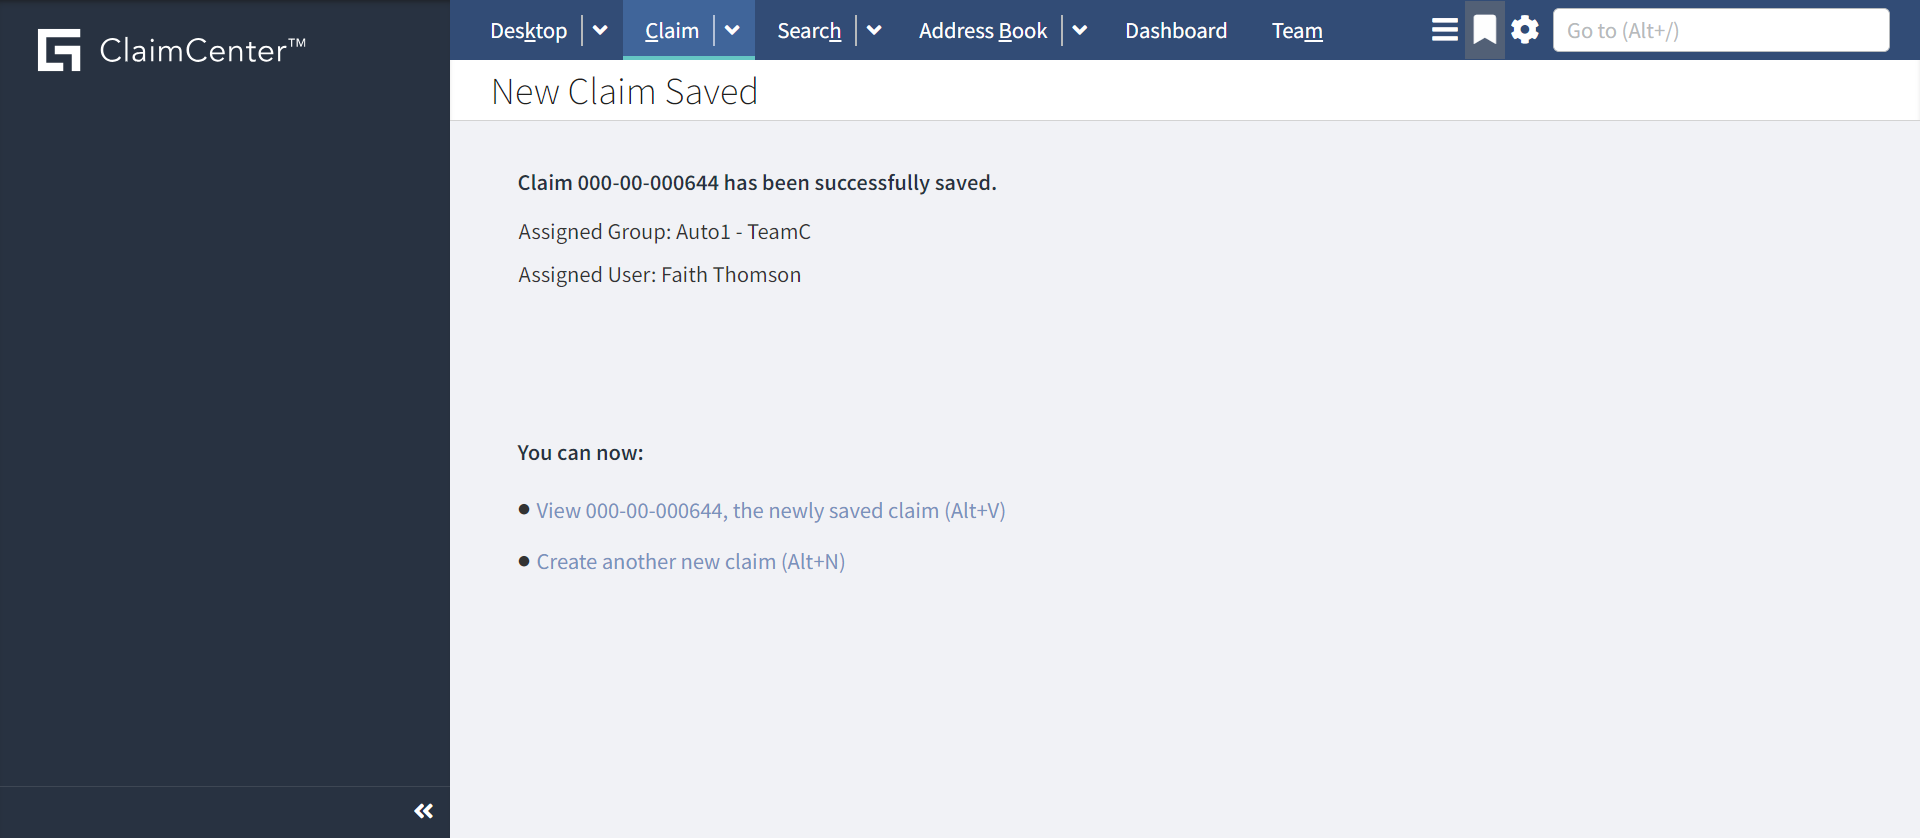 ClaimCenter™
Desktop
Claim
Search
Address Book
Dashboard
Team
Go to (Alt+/)
New Claim Saved
Claim 000-00-000644 has been successfully saved.
Assigned Group: Auto1 - TeamC
Assigned User: Faith Thomson
You can now:
View 000-00-000644, the newly saved claim (Alt+V)
Create another new claim (Alt+N)